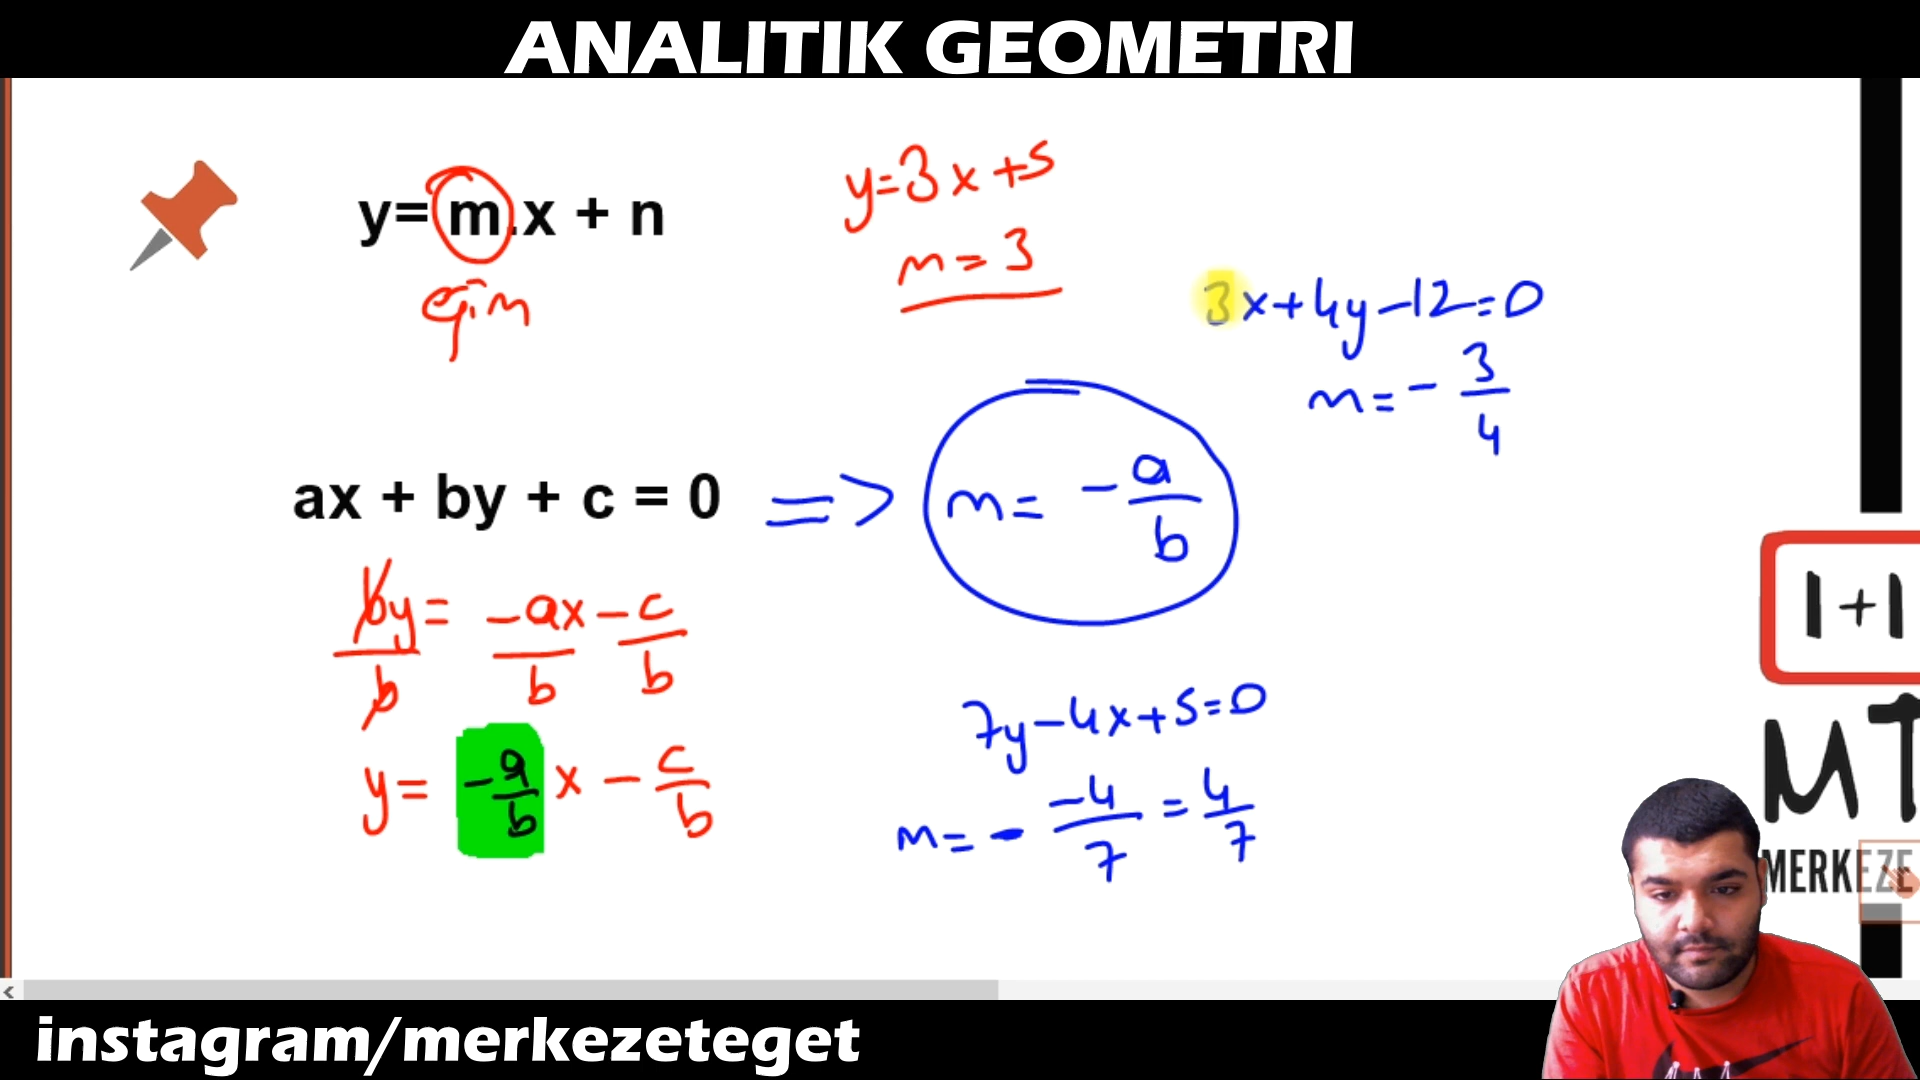 ANALITIK GEOMETRI
y= m.x + n
eğim
y=3x+5
m=3
3x+4y-12=0
m=-3/4
ax + by + c = 0 => m= -a/b
by/b = -ax/b - c/b
y= -a/b x - c/b
7y-4x+5=0
m= - -4/7 = 4/7
1+1
MT
MERKEZE
instagram/merkezeteget